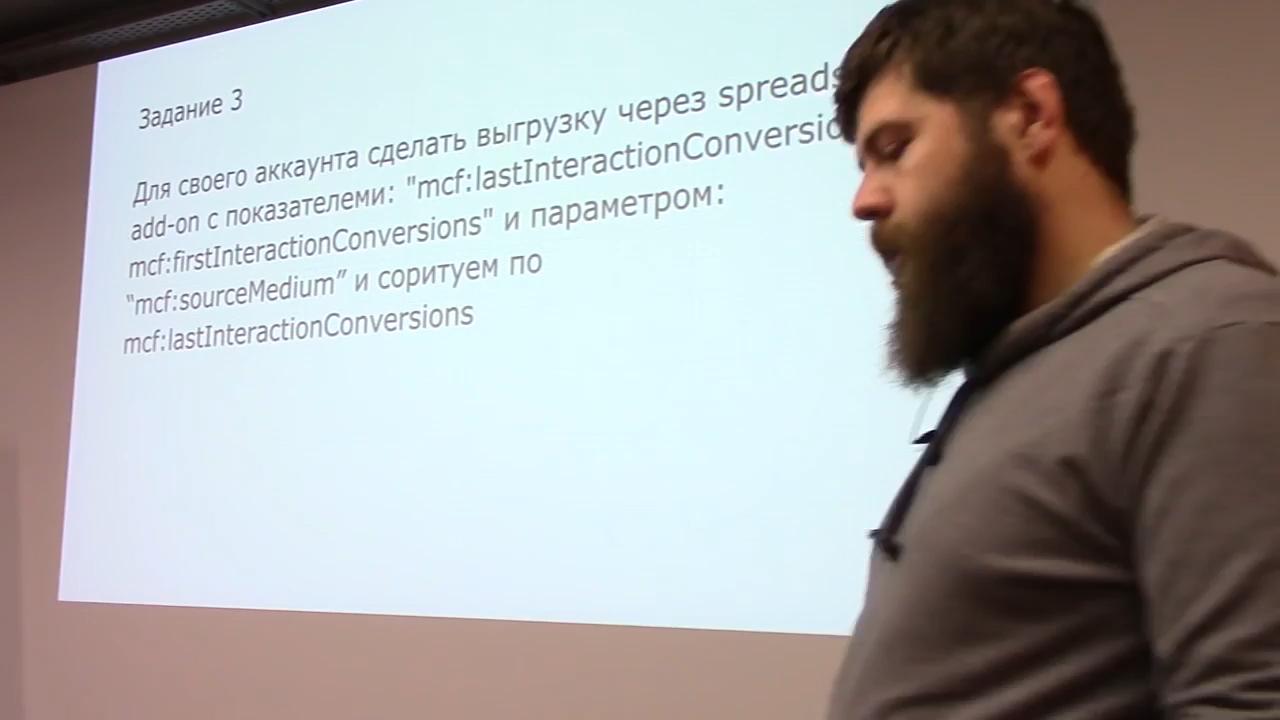 Задание 3
Для своего аккаунта сделать выгрузку через spreads
add-on с показателеми: "mcf:lastInteractionConversio
mcf:firstInteractionConversions" и параметром:
“mcf:sourceMedium” и соритуем по
mcf:lastInteractionConversions